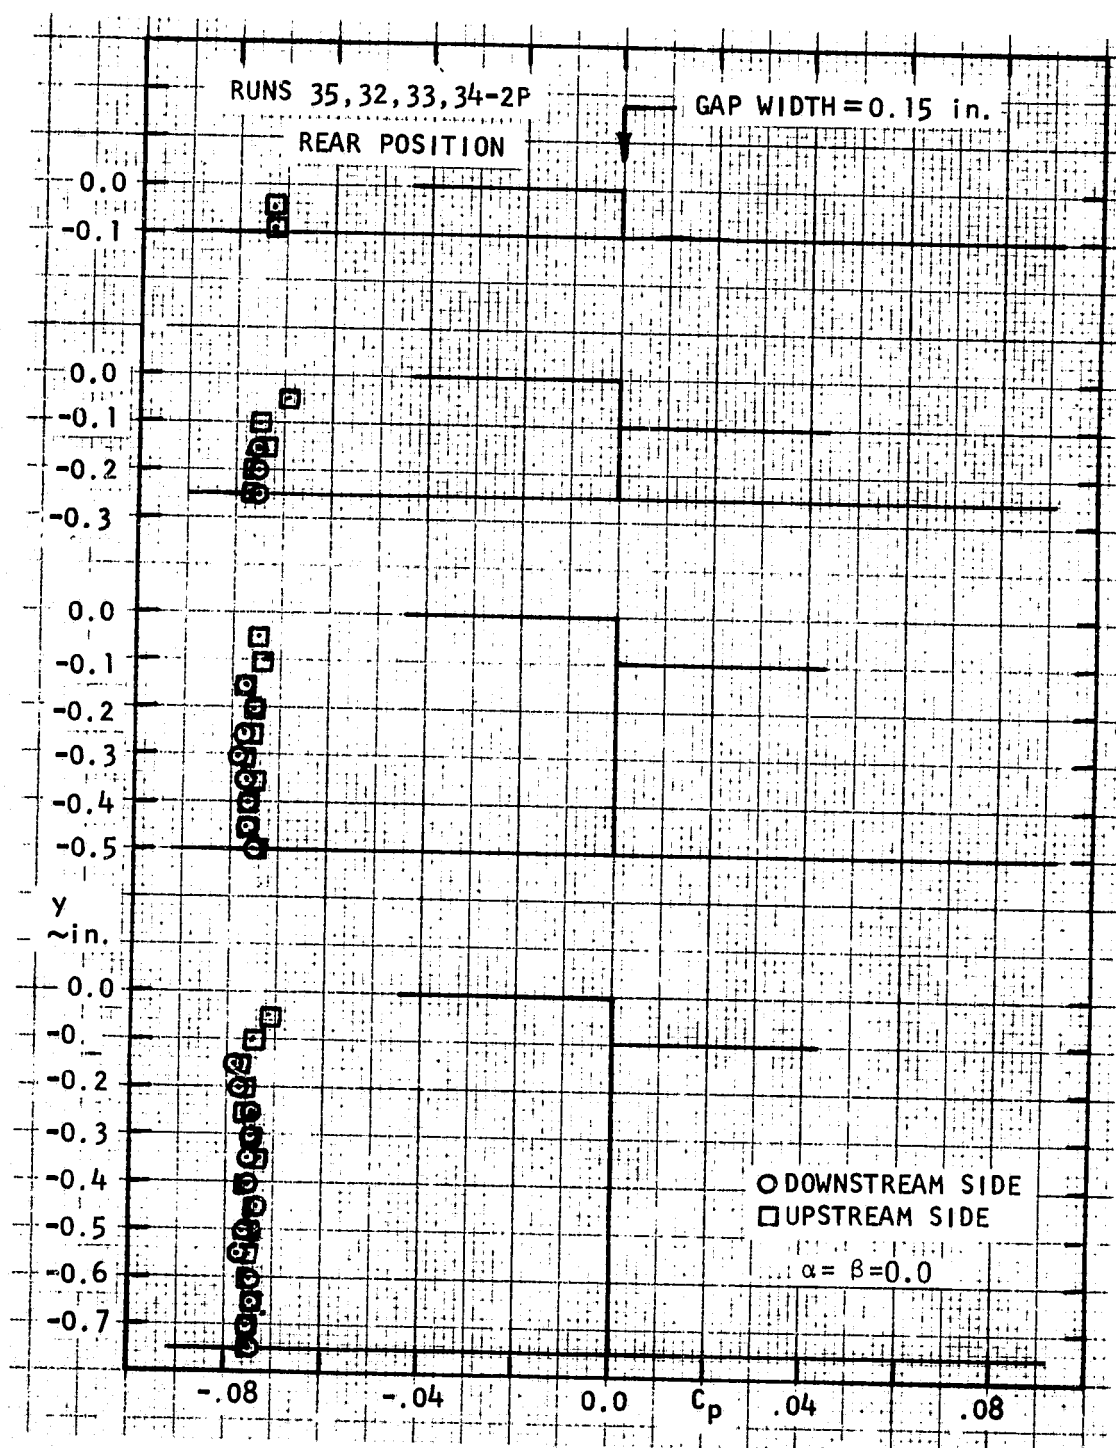 RUNS 35,32,33,34-2P
REAR POSITION
GAP WIDTH=0.15 in.
0.0
-0.1
0.0
-0.1
-0.2
-0.3
0.0
-0.1
-0.2
-0.3
-0.4
-0.5
y
~in.
0.0
-0.
-0.2
-0.3
-0.4
-0.5
-0.6
-0.7
DOWNSTREAM SIDE
UPSTREAM SIDE
α= β=0.0
-.08 -.04 0.0 Cp .04 .08